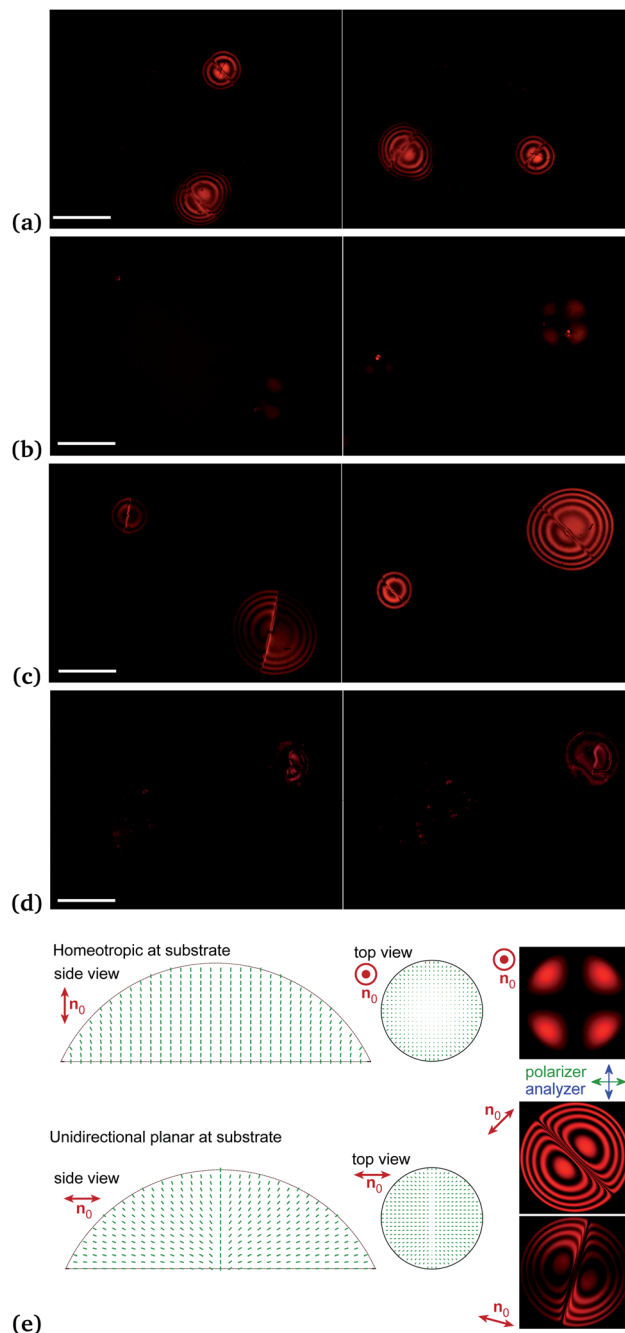 (a)
(b)
(c)
(d)
Homeotropic at substrate
side view
n0
top view
n0
n0
polarizer
analyzer
n0
Unidirectional planar at substrate
side view
n0
top view
n0
n0
(e)